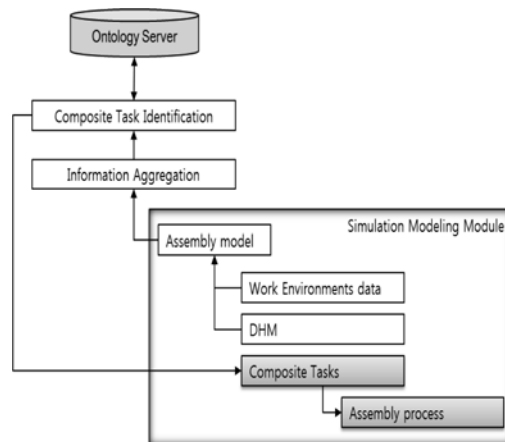 Ontology Server
Composite Task Identification
Information Aggregation
Simulation Modeling Module
Assembly model
Work Environments data
DHM
Composite Tasks
Assembly process